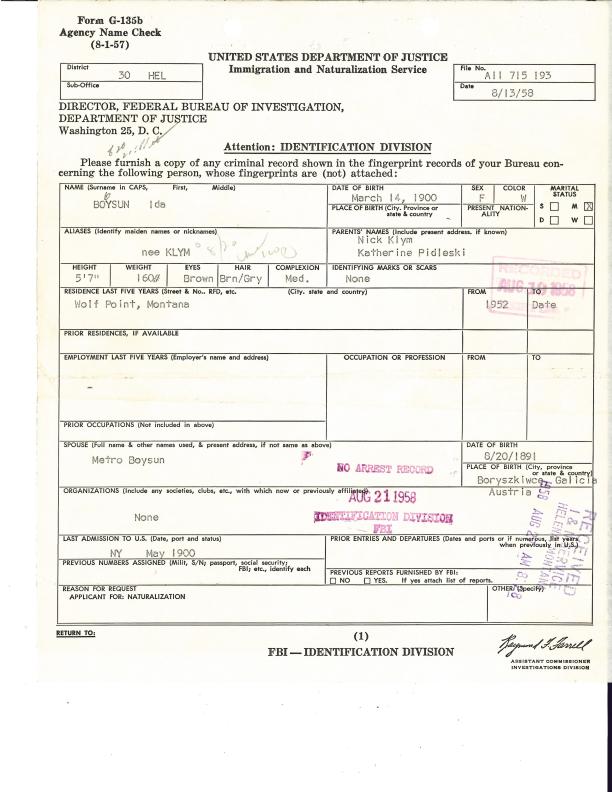 Form G-135b
Agency Name Check
(8-1-57)
UNITED STATES DEPARTMENT OF JUSTICE
Immigration and Naturalization Service
District
30 HEL
Sub-Office
File No.
A11 715 193
Date
8/13/58
DIRECTOR, FEDERAL BUREAU OF INVESTIGATION,
DEPARTMENT OF JUSTICE
Washington 25, D. C.
Attention: IDENTIFICATION DIVISION
Please furnish a copy of any criminal record shown in the fingerprint records of your Bureau con-
cerning the following person, whose fingerprints are (not) attached:
NAME (Surname in CAPS, First, Middle)
BOYSUN Ida
DATE OF BIRTH
March 14, 1900
SEX
F
COLOR
W
MARITAL STATUS
S M X
D W
PLACE OF BIRTH (City, Province or state & country
PRESENT NATION-
ALITY
ALIASES (Identify maiden names or nicknames)
nee KLYM
PARENTS' NAMES (Include present address, if known)
Nick Klym
Katherine Pidleski
HEIGHT
5'7"
WEIGHT
160#
EYES
Brown
HAIR
Brn/Gry
COMPLEXION
Med.
IDENTIFYING MARKS OR SCARS
None
RECORDED
AUG 19 1958
RESIDENCE LAST FIVE YEARS (Street & No., RFD, etc. (City, state and country)
Wolf Point, Montana
FROM
1952
TO
Date
PRIOR RESIDENCES, IF AVAILABLE
EMPLOYMENT LAST FIVE YEARS (Employer's name and address)
OCCUPATION OR PROFESSION
FROM
TO
PRIOR OCCUPATIONS (Not included in above)
SPOUSE (Full name & other names used, & present address, if not same as above)
Metro Boysun
DATE OF BIRTH
8/20/1891
PLACE OF BIRTH (City, province
or state & country)
Boryszkiwce, Galicia
Austria
NO ARREST RECORD
AUG 21 1958
IDENTIFICATION DIVISION
FBI
ORGANIZATIONS (Include any societies, clubs, etc., with which now or previously affiliated)
None
RECEIVED
LAST ADMISSION TO U.S. (Date, port and status)
NY May 1900
PRIOR ENTRIES AND DEPARTURES (Dates and ports or if numerous, list years
when previously in U.S.)
PREVIOUS NUMBERS ASSIGNED (Milit, S/N; passport, social security;
FBI; etc., identify each
PREVIOUS REPORTS FURNISHED BY FBI:
NO YES. If yes attach list of reports.
REASON FOR REQUEST
APPLICANT FOR: NATURALIZATION
OTHER (Specify)
RETURN TO:
(1)
FBI — IDENTIFICATION DIVISION
Raymond F. Farrell
ASSISTANT COMMISSIONER
INVESTIGATIONS DIVISION